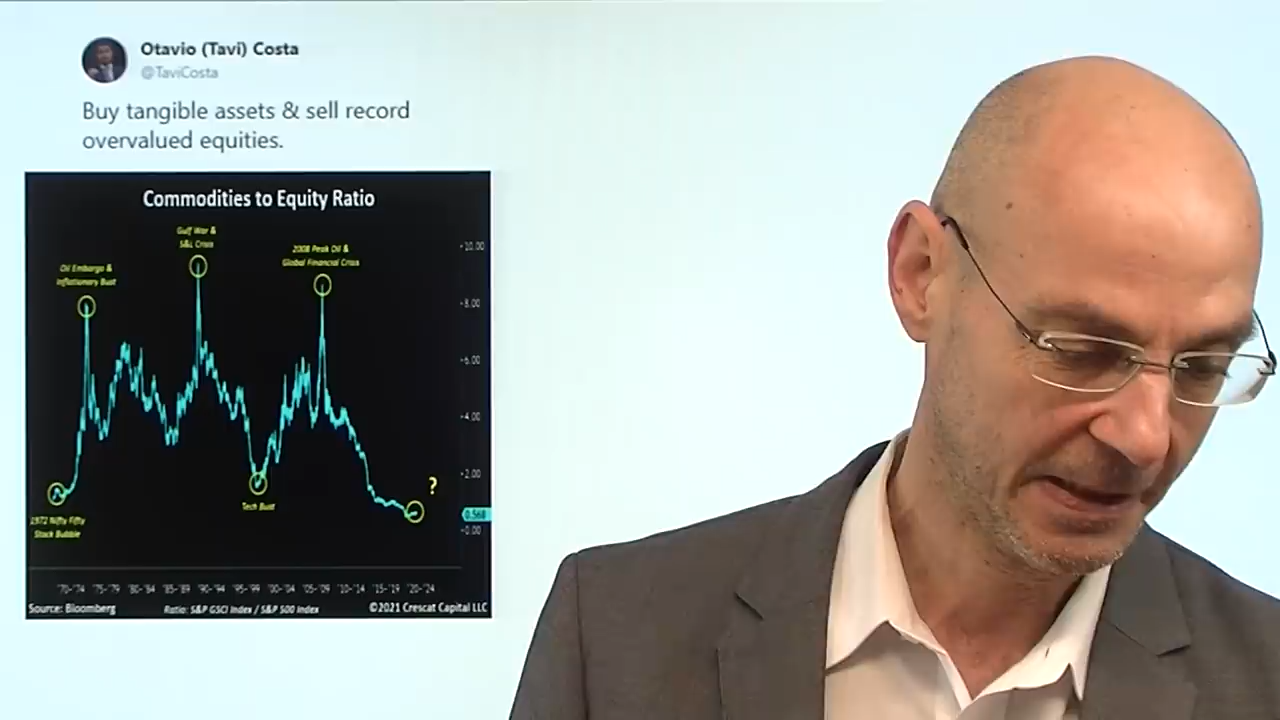 Otavio (Tavi) Costa
@TaviCosta
Buy tangible assets & sell record
overvalued equities.
Commodities to Equity Ratio
Gulf War &
S&L Crisis
2008 Peak Oil &
Global Financial Crisis
Oil Embargo &
Inflationary Bust
10.00
8.00
6.00
4.00
2.00
?
0.568
0.00
Tech Bust
1972 Nifty Fifty
Stock Bubble
'70-'74 '75-'79 '80-'84 '85-'89 '90-'94 '95-'99 '00-'04 '05-'09 '10-'14 '15-'19 '20-'24
Source: Bloomberg
Ratio: S&P GSCI Index / S&P 500 Index
©2021 Crescat Capital LLC